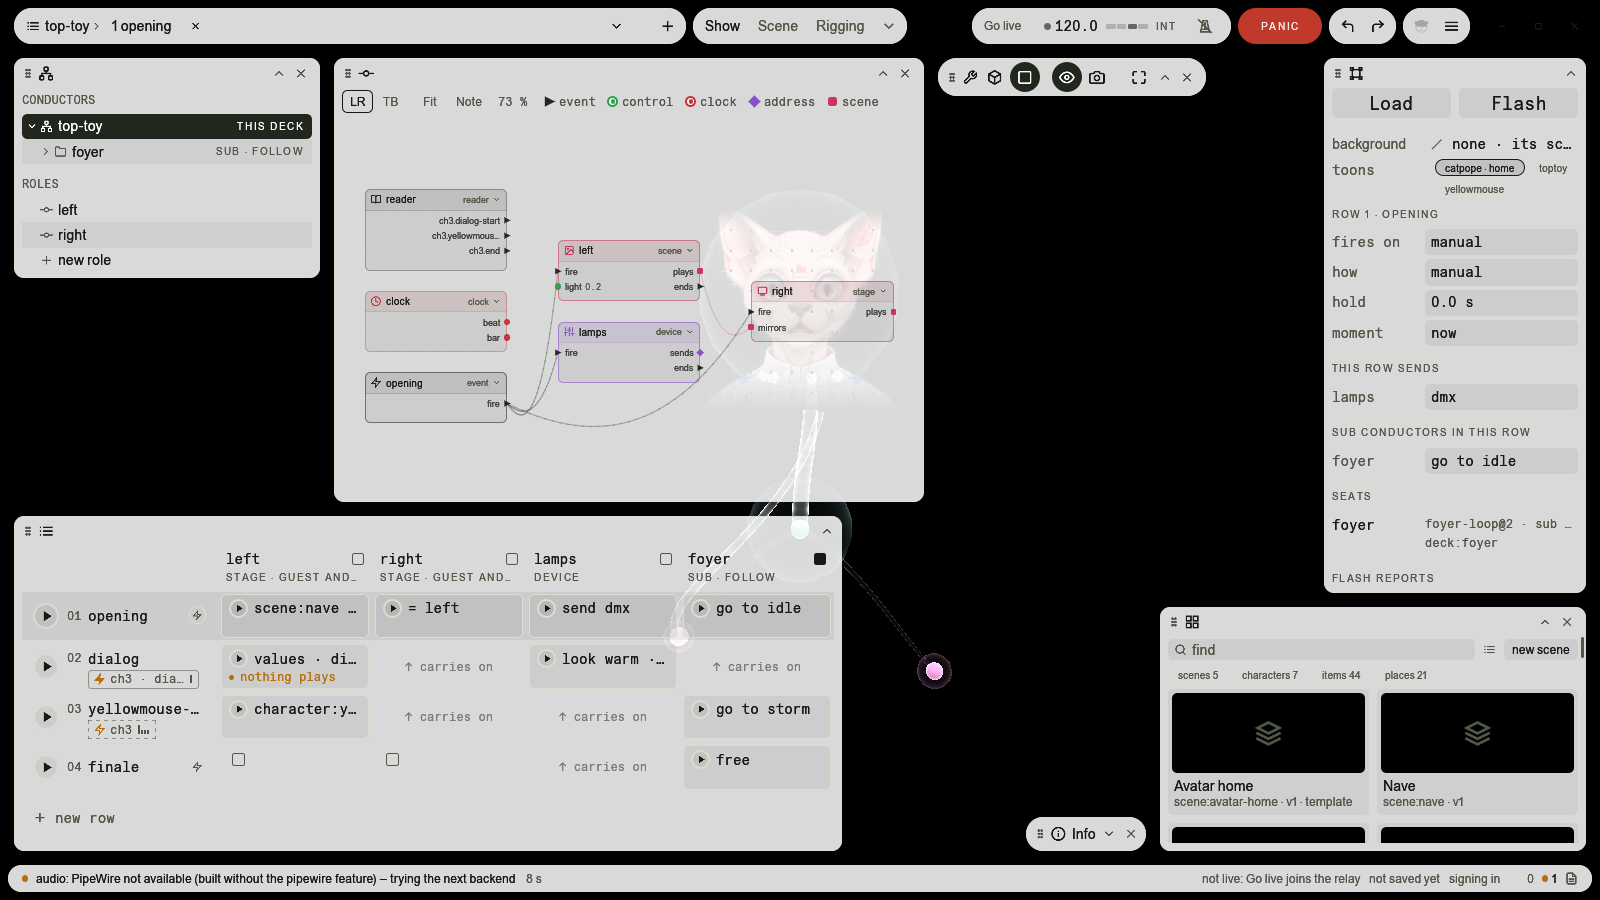 top-toy › 1 opening
Show Scene Rigging
Go live 120.0 INT
PANIC
CONDUCTORS
top-toy THIS DECK
foyer SUB · FOLLOW
ROLES
left
right
new role
LR TB Fit Note 73 % event control clock address scene
reader reader
ch3.dialog-start
ch3.yellowmous..
ch3.end
clock clock
beat
bar
opening event
fire
left scene
fire plays
light 0.2 ends
lamps device
fire sends
ends
right stage
fire plays
mirrors
Load Flash
background none · its sc…
toons catpope · home toptoy
yellowmouse
ROW 1 · OPENING
fires on manual
how manual
hold 0.0 s
moment now
THIS ROW SENDS
lamps dmx
SUB CONDUCTORS IN THIS ROW
foyer go to idle
SEATS
foyer foyer-loop@2 · sub …
deck:foyer
FLASH REPORTS
left right lamps foyer
STAGE · GUEST AND… STAGE · GUEST AND… DEVICE SUB · FOLLOW
01 opening scene:nave … = left send dmx go to idle
02 dialog values · di… ↑ carries on look warm ·… ↑ carries on
ch3 · dia… nothing plays
03 yellowmouse-… character:y… ↑ carries on ↑ carries on go to storm
ch3
04 finale ↑ carries on free
+ new row
find new scene
scenes 5 characters 7 items 44 places 21
Avatar home Nave
scene:avatar-home · v1 · template scene:nave · v1
Info
audio: PipeWire not available (built without the pipewire feature) – trying the next backend 8 s
not live: Go live joins the relay not saved yet signing in 0 1